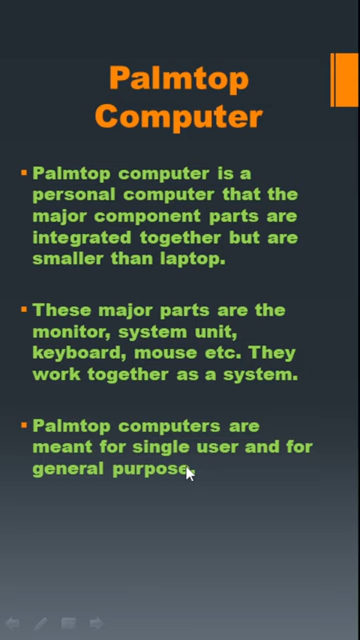 Palmtop
Computer
Palmtop computer is a
personal computer that the
major component parts are
integrated together but are
smaller than laptop.
These major parts are the
monitor, system unit,
keyboard, mouse etc. They
work together as a system.
Palmtop computers are
meant for single user and for
general purpose.